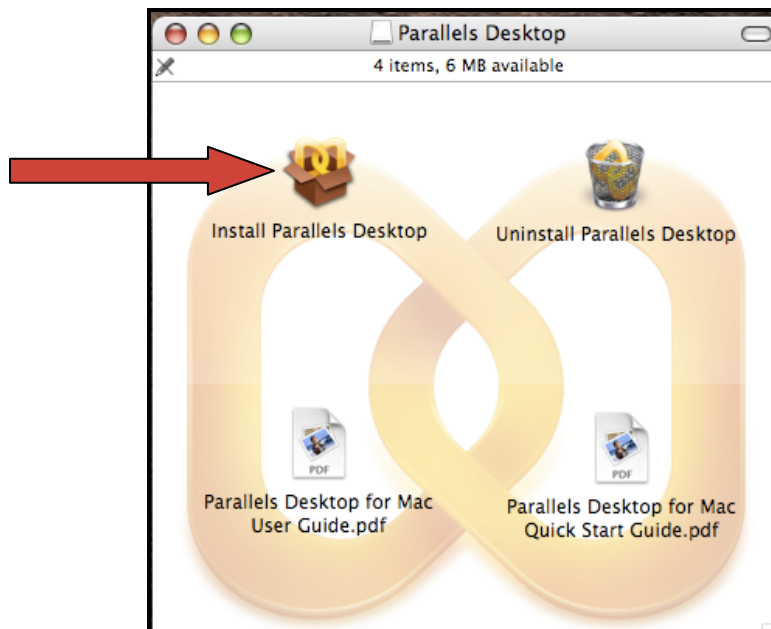 Parallels Desktop
4 items, 6 MB available
Install Parallels Desktop
Uninstall Parallels Desktop
PDF
PDF
Parallels Desktop for Mac
User Guide.pdf
Parallels Desktop for Mac
Quick Start Guide.pdf